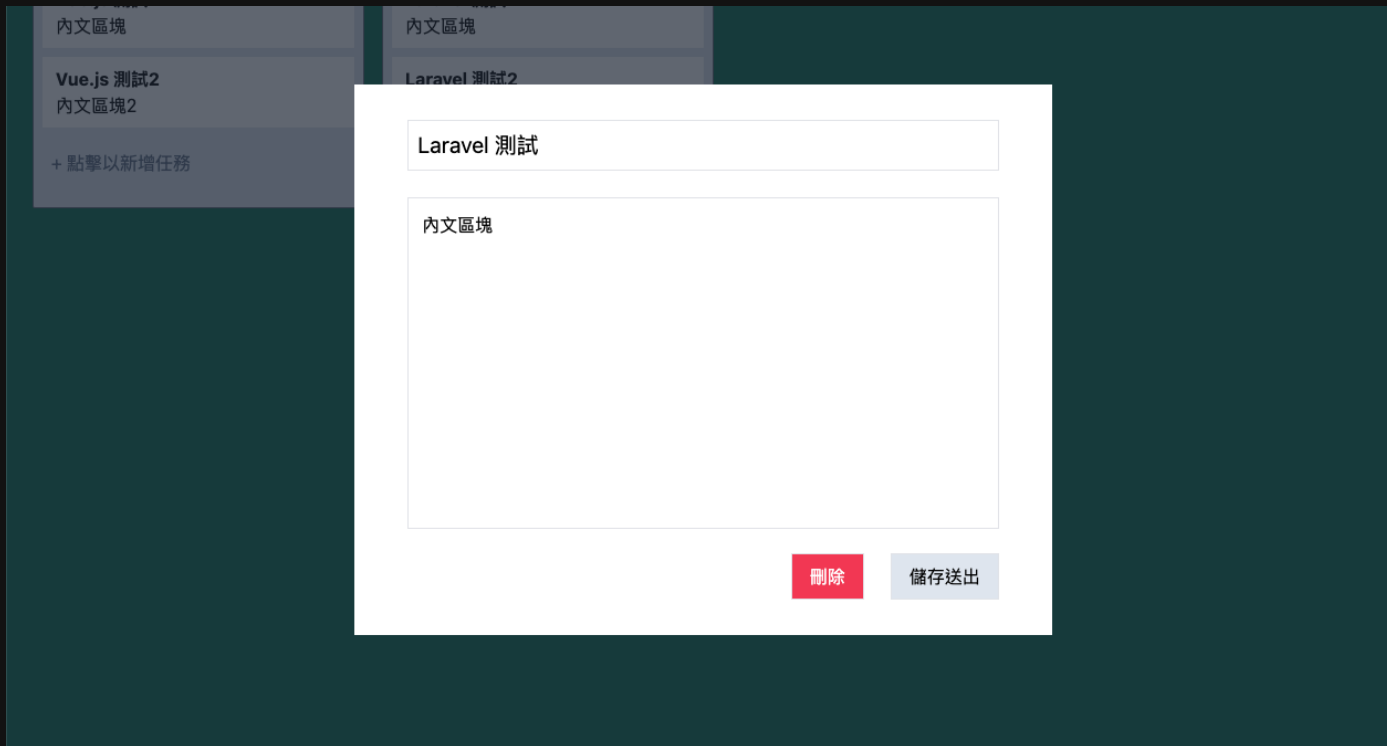 內文區塊
Vue.js 測試2
內文區塊2
+ 點擊以新增任務
內文區塊
Laravel 測試2
Laravel 測試
內文區塊
刪除
儲存送出